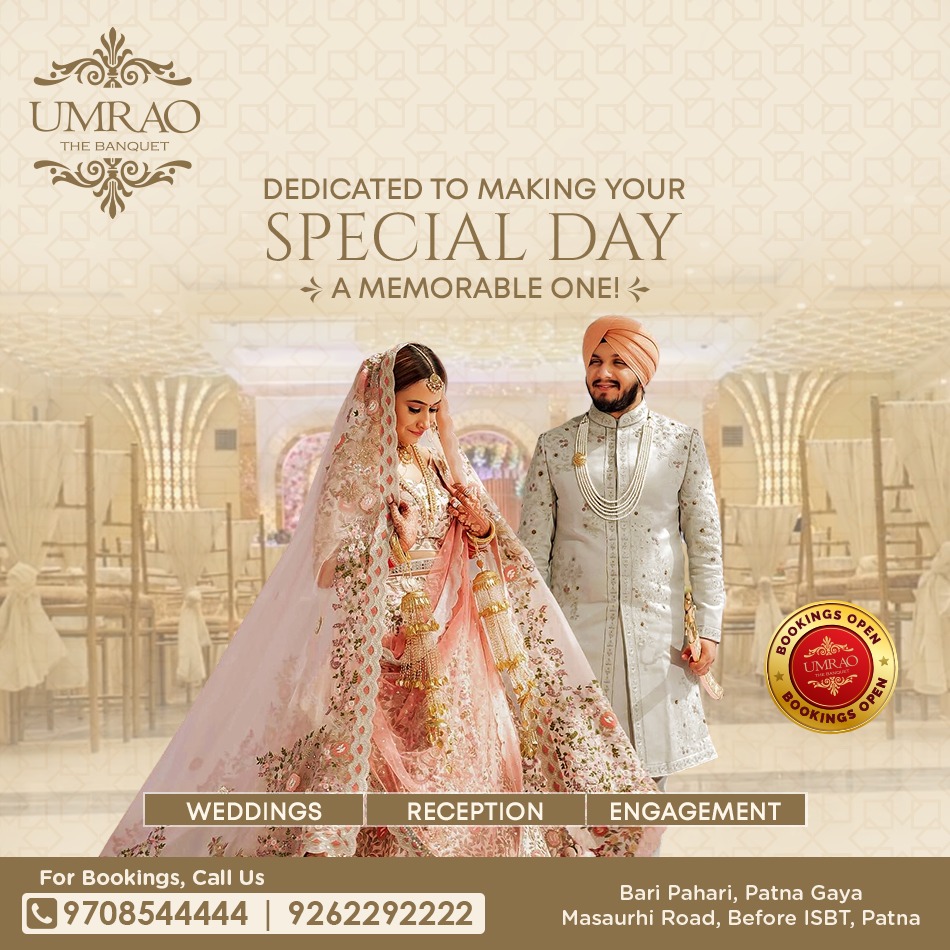 UMRAO
THE BANQUET
DEDICATED TO MAKING YOUR
SPECIAL DAY
A MEMORABLE ONE!
BOOKINGS OPEN
UMRAO
THE BANQUET
BOOKINGS OPEN
WEDDINGS
RECEPTION
ENGAGEMENT
For Bookings, Call Us
9708544444 | 9262292222
Bari Pahari, Patna Gaya
Masaurhi Road, Before ISBT, Patna